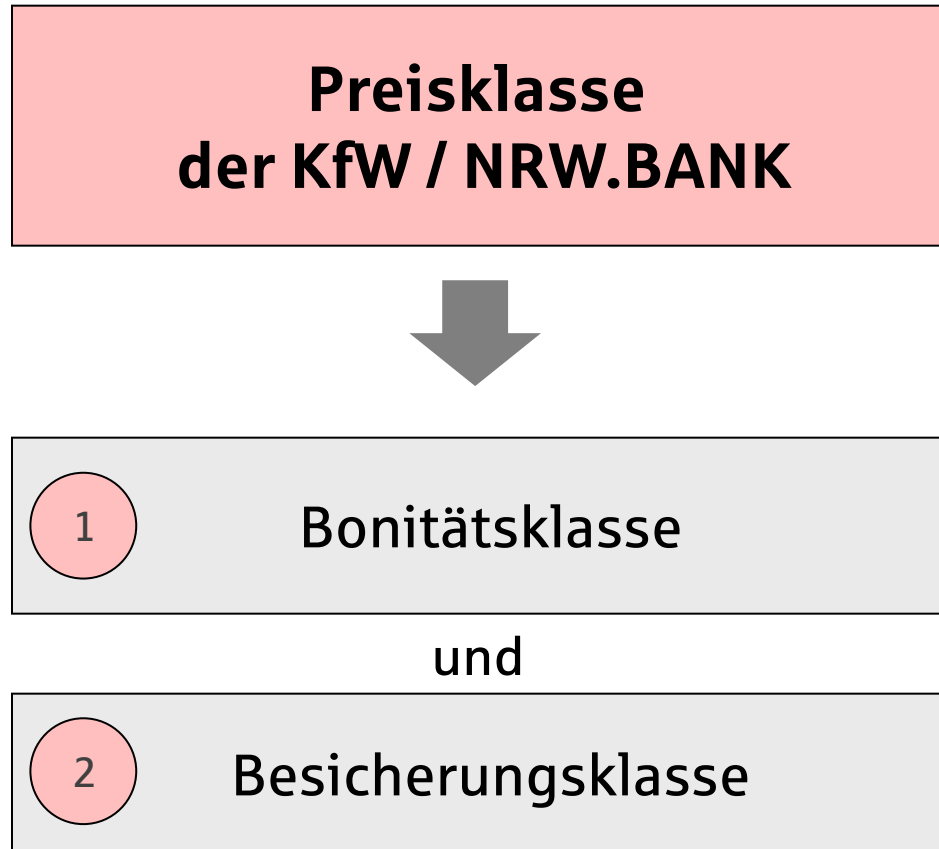 Preisklasse
der KfW / NRW.BANK
1
Bonitätsklasse
und
2
Besicherungsklasse